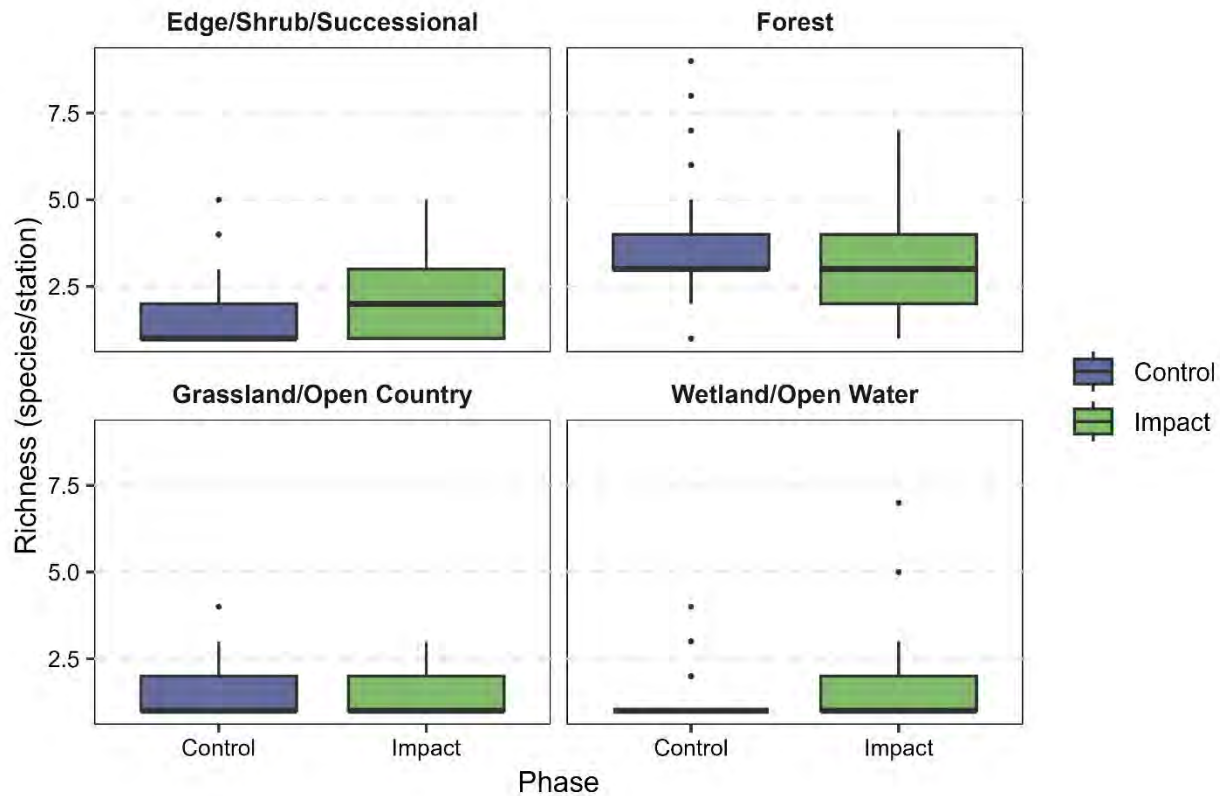 Edge/Shrub/Successional
Forest
7.5
5.0
2.5
Grassland/Open Country
Wetland/Open Water
7.5
5.0
2.5
Control
Impact
Control
Impact
Phase
Richness (species/station)
Control
Impact